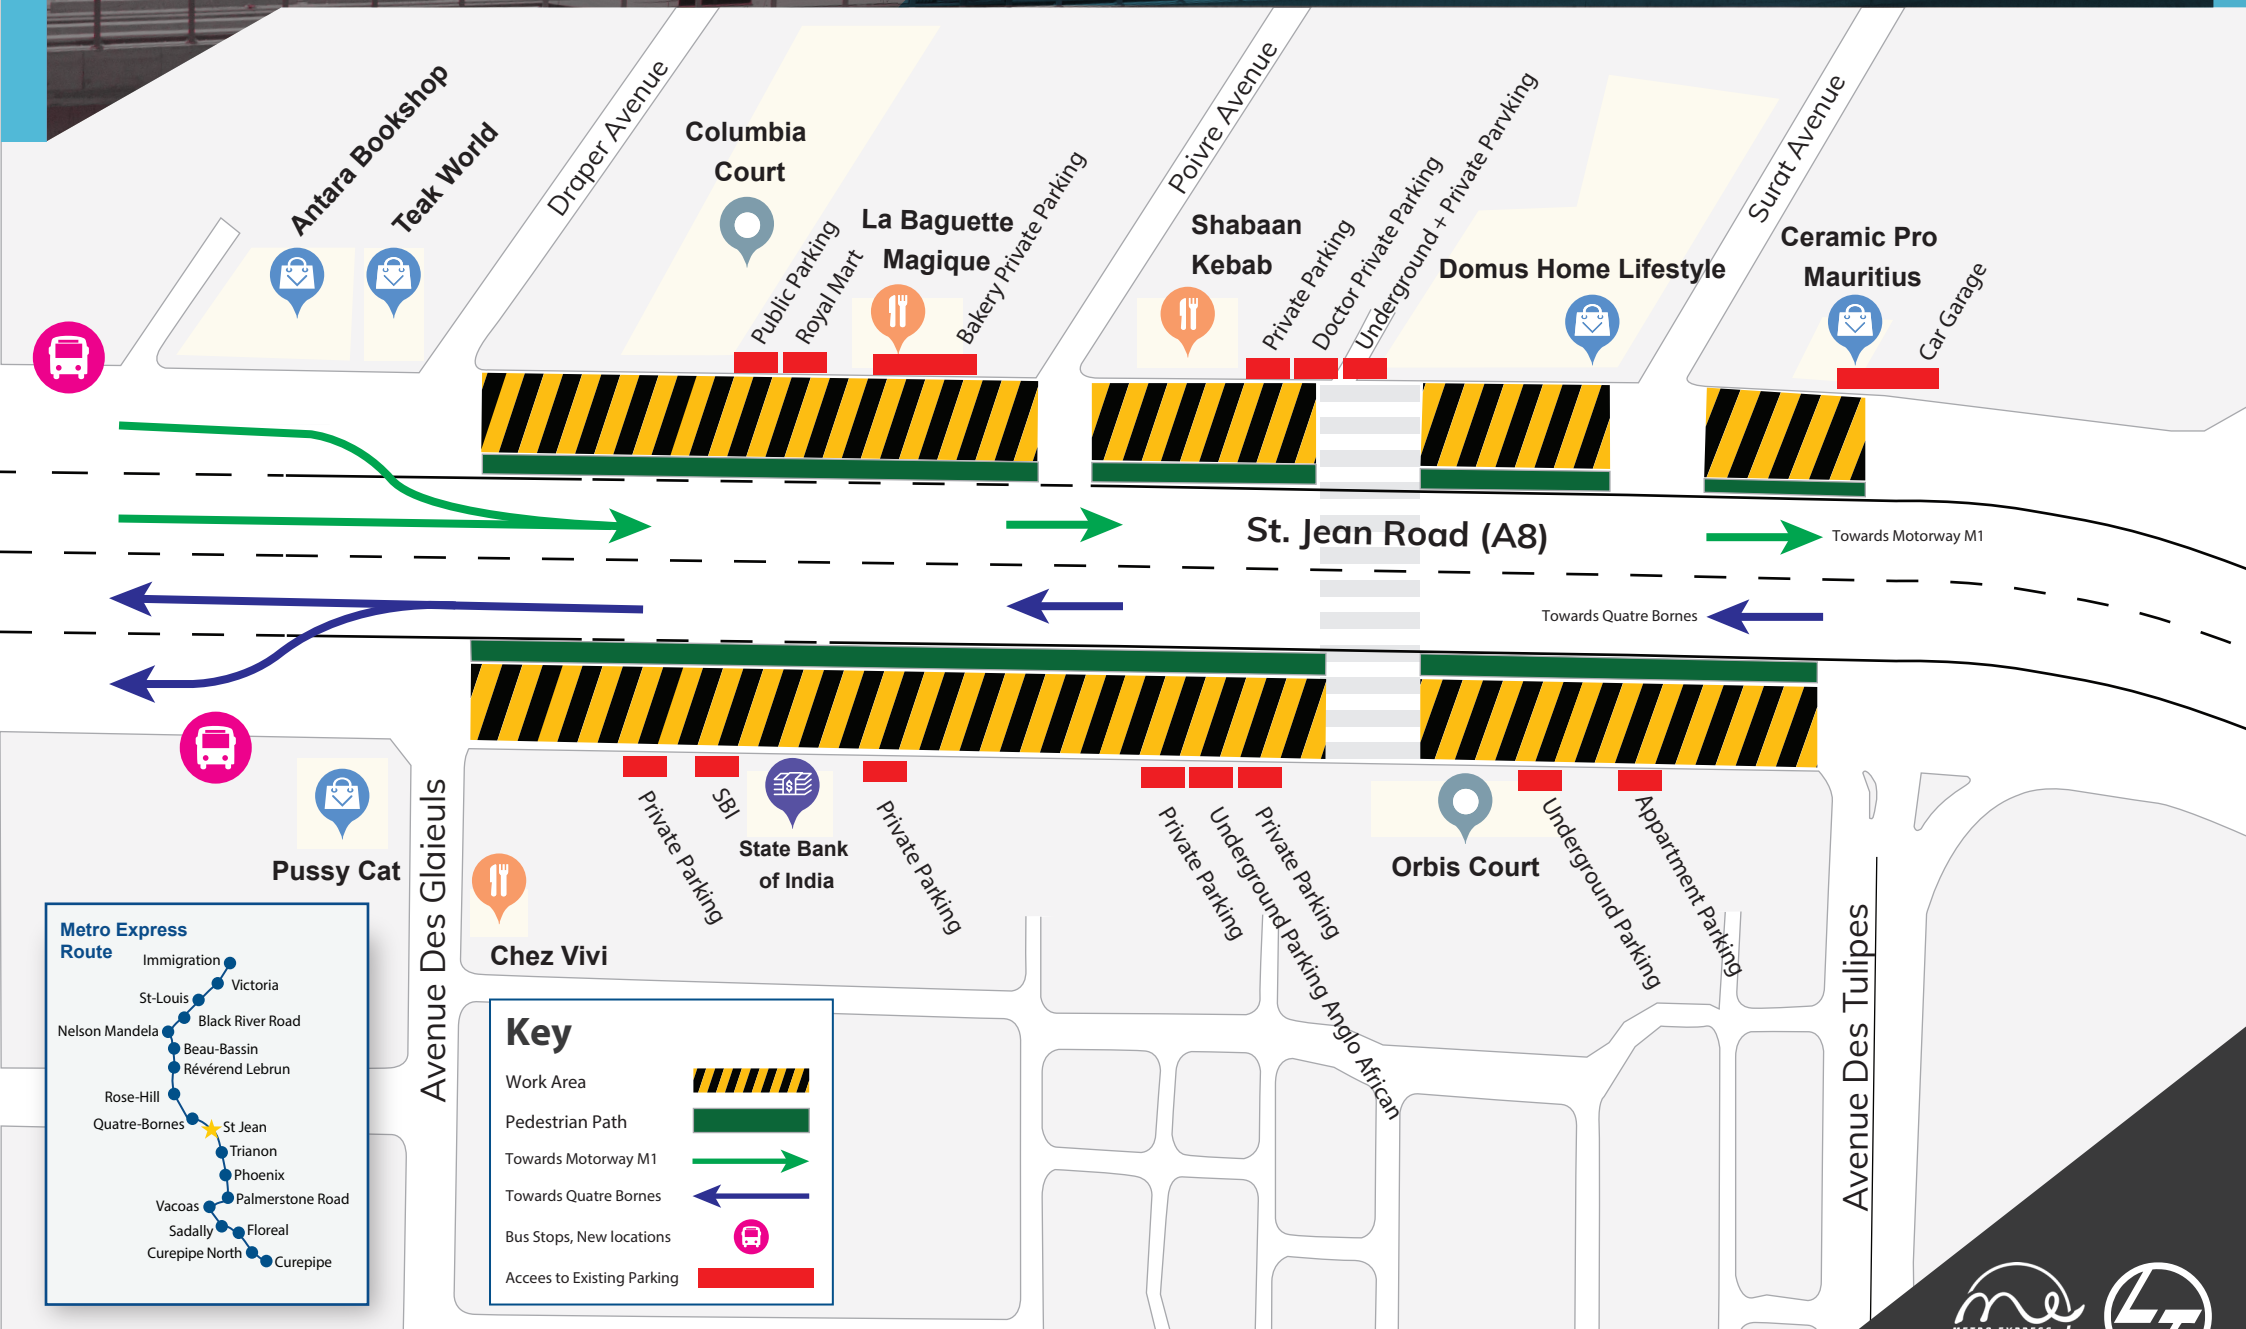 Antara Bookshop
Teak World
Draper Avenue
Columbia
Court
Public Parking
Royal Mart
La Baguette
Magique
Bakery Private Parking
Poivre Avenue
Shabaan
Kebab
Private Parking
Doctor Private Parking
Underground + Private Parvking
Domus Home Lifestyle
Surat Avenue
Ceramic Pro
Mauritius
Car Garage
St. Jean Road (A8)
Towards Motorway M1
Towards Quatre Bornes
Pussy Cat
Avenue Des Glaieuls
Chez Vivi
Private Parking
SBI
State Bank
of India
Private Parking
Private Parking
Underground Parking Anglo African
Private Parking
Orbis Court
Underground Parking
Appartment Parking
Avenue Des Tulipes
Metro Express
Route
Immigration
Victoria
St-Louis
Black River Road
Nelson Mandela
Beau-Bassin
Révérend Lebrun
Rose-Hill
Quatre-Bornes
St Jean
Trianon
Phoenix
Palmerstone Road
Vacoas
Sadally
Floreal
Curepipe North
Curepipe
Key
Work Area
Pedestrian Path
Towards Motorway M1
Towards Quatre Bornes
Bus Stops, New locations
Accees to Existing Parking
me
LT